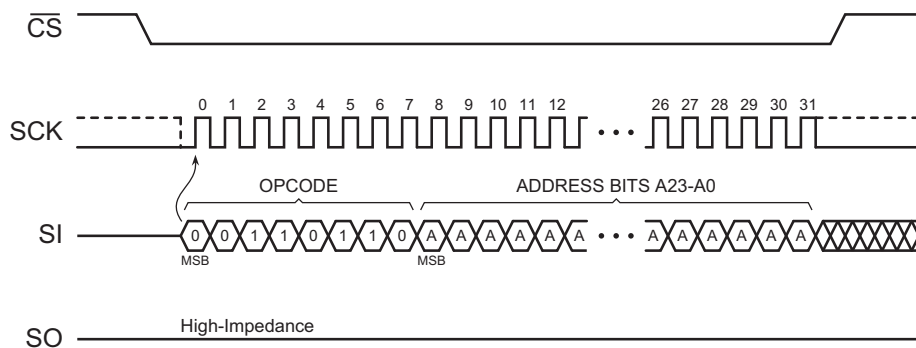 CS
0 1 2 3 4 5 6 7 8 9 10 11 12 26 27 28 29 30 31
SCK
OPCODE ADDRESS BITS A23-A0
SI 0 0 1 1 0 1 1 0 A A A A A A A A A A A A
MSB MSB
High-Impedance
SO